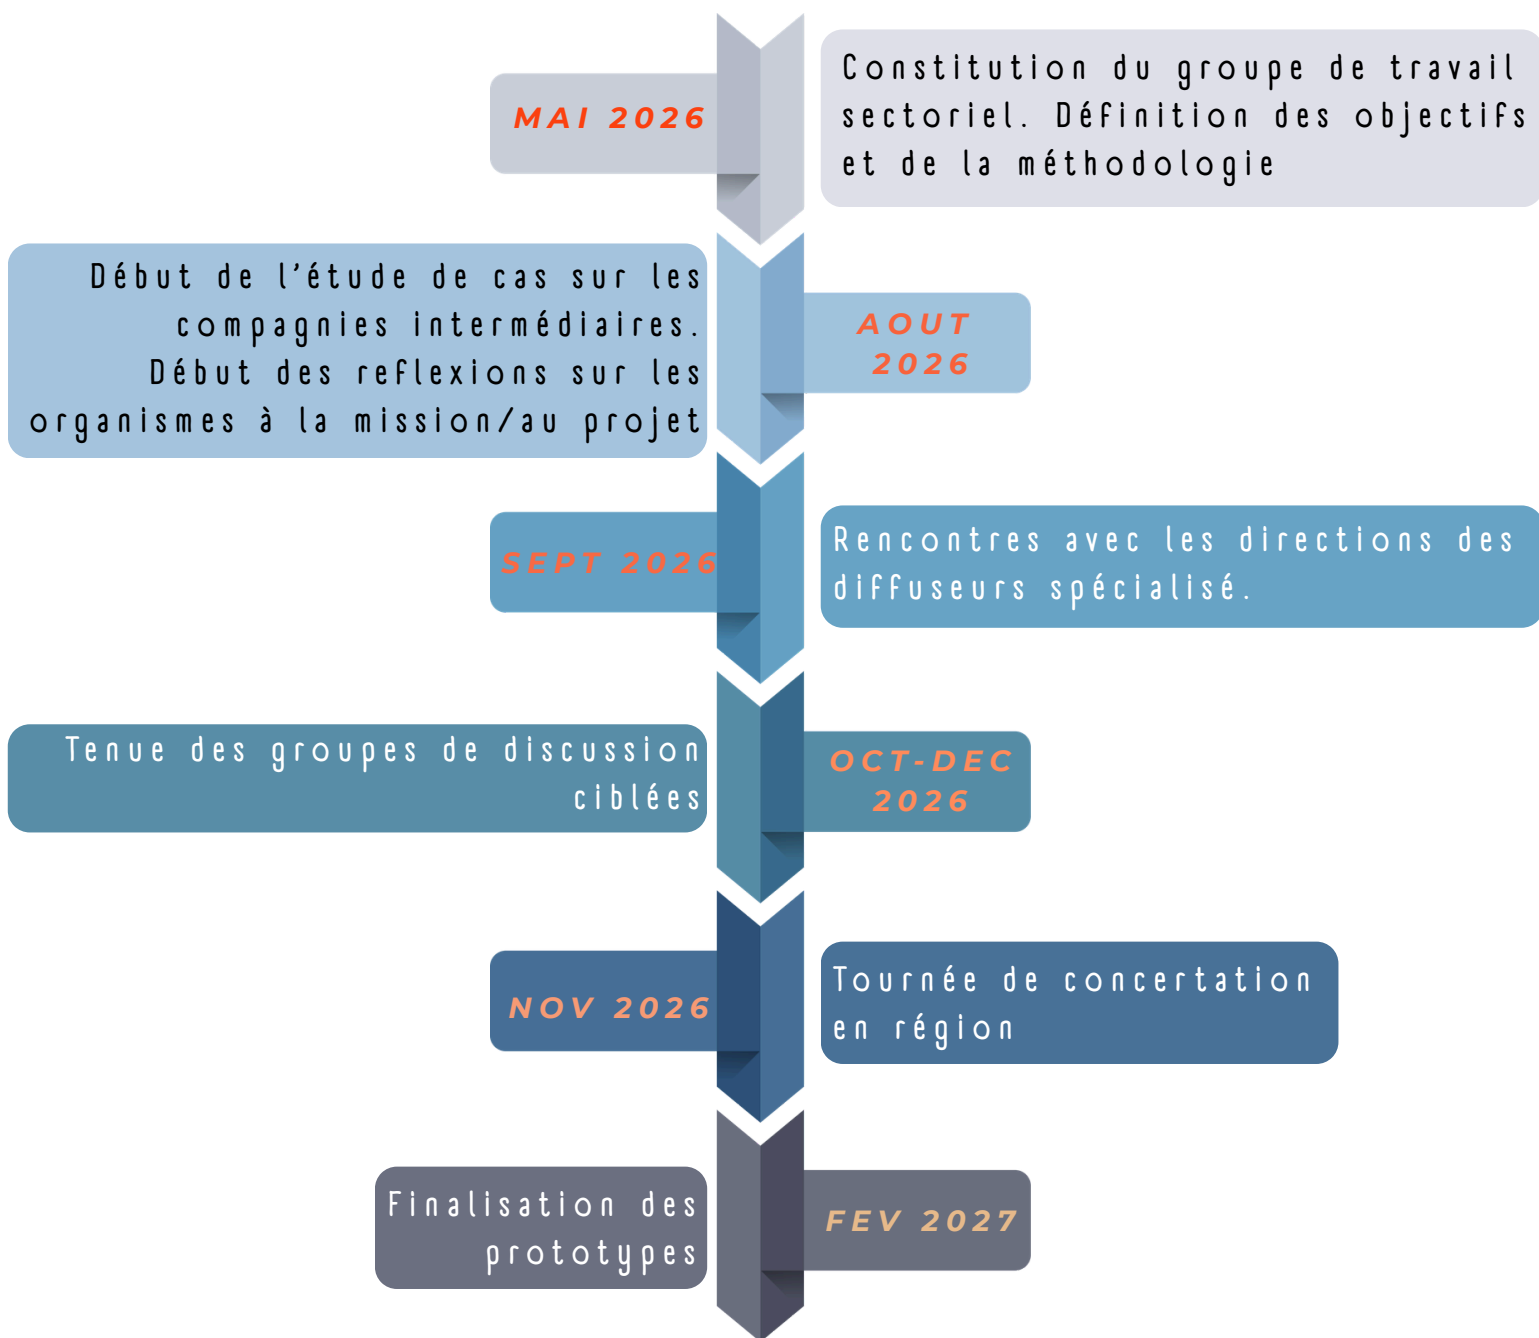 MAI 2026
Constitution du groupe de travail
sectoriel. Définition des objectifs
et de la méthodologie
AOUT
2026
Début de l'étude de cas sur les
compagnies intermédiaires.
Début des reflexions sur les
organismes à la mission/au projet
SEPT 2026
Rencontres avec les directions des
diffuseurs spécialisé.
OCT-DEC
2026
Tenue des groupes de discussion
ciblées
NOV 2026
Tournée de concertation
en région
FEV 2027
Finalisation des
prototypes